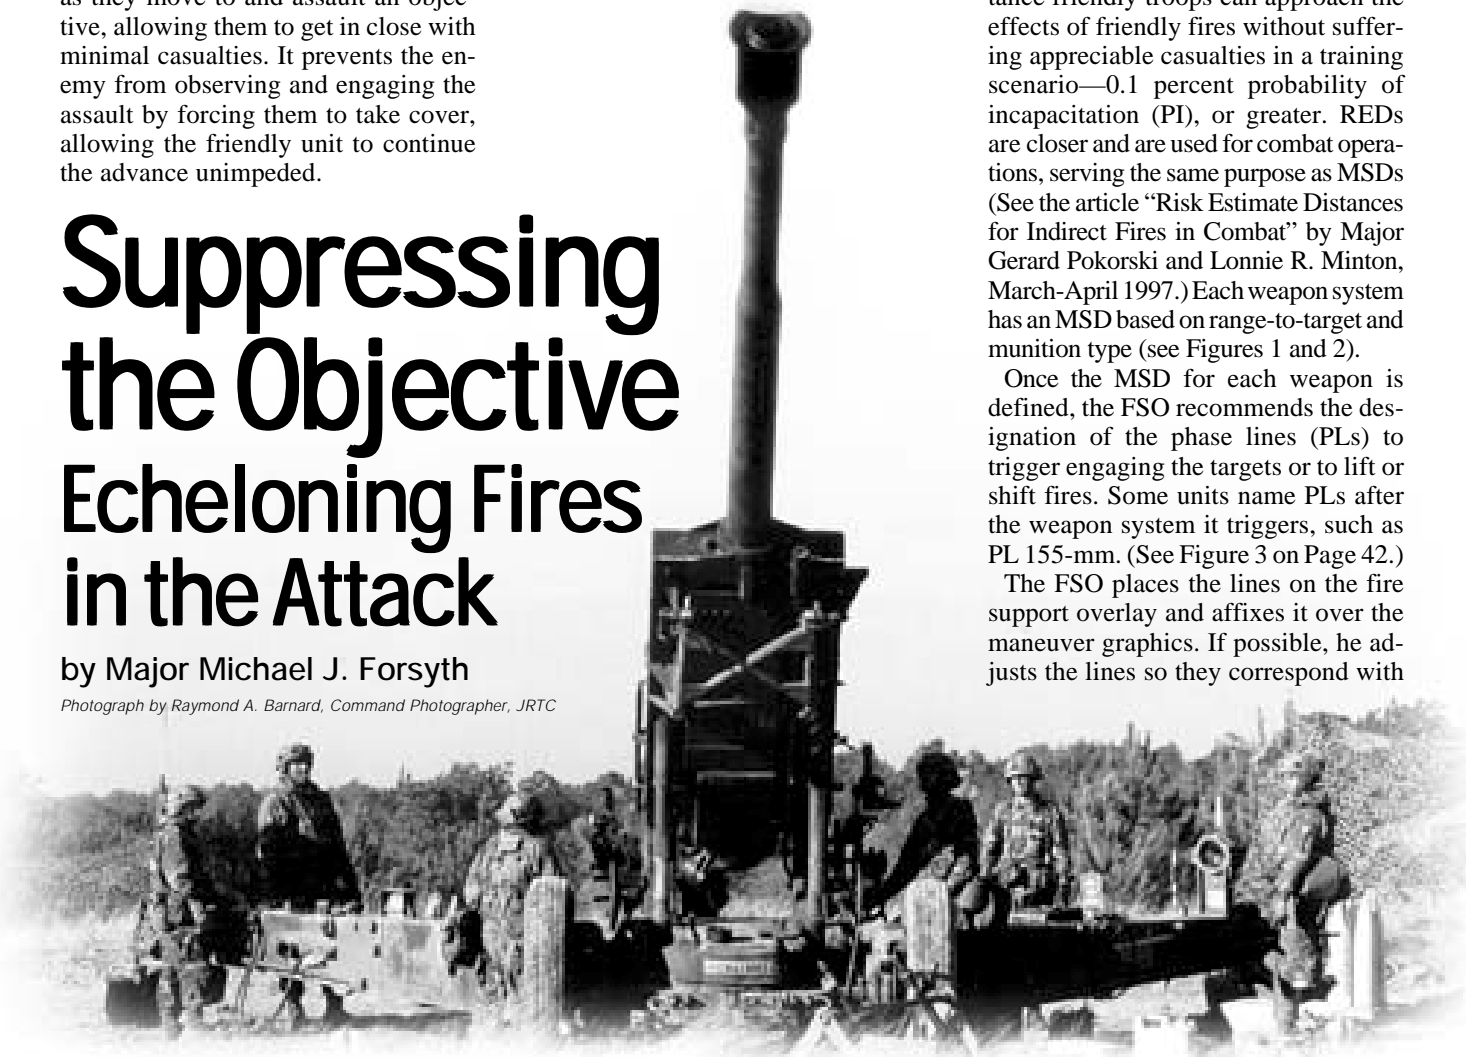 as they move to and assault an objec-
tive, allowing them to get in close with
minimal casualties. It prevents the en-
emy from observing and engaging the
assault by forcing them to take cover,
allowing the friendly unit to continue
the advance unimpeded.
Suppressing
the Objective
Echeloning Fires
in the Attack
by Major Michael J. Forsyth
Photograph by Raymond A. Barnard, Command Photographer, JRTC
tance friendly troops can approach the
effects of friendly fires without suffer-
ing appreciable casualties in a training
scenario—0.1 percent probability of
incapacitation (PI), or greater. REDs
are closer and are used for combat opera-
tions, serving the same purpose as MSDs
(See the article “Risk Estimate Distances
for Indirect Fires in Combat” by Major
Gerard Pokorski and Lonnie R. Minton,
March-April 1997.) Each weapon system
has an MSD based on range-to-target and
munition type (see Figures 1 and 2).
Once the MSD for each weapon is
defined, the FSO recommends the des-
ignation of the phase lines (PLs) to
trigger engaging the targets or to lift or
shift fires. Some units name PLs after
the weapon system it triggers, such as
PL 155-mm. (See Figure 3 on Page 42.)
The FSO places the lines on the fire
support overlay and affixes it over the
maneuver graphics. If possible, he ad-
justs the lines so they correspond with